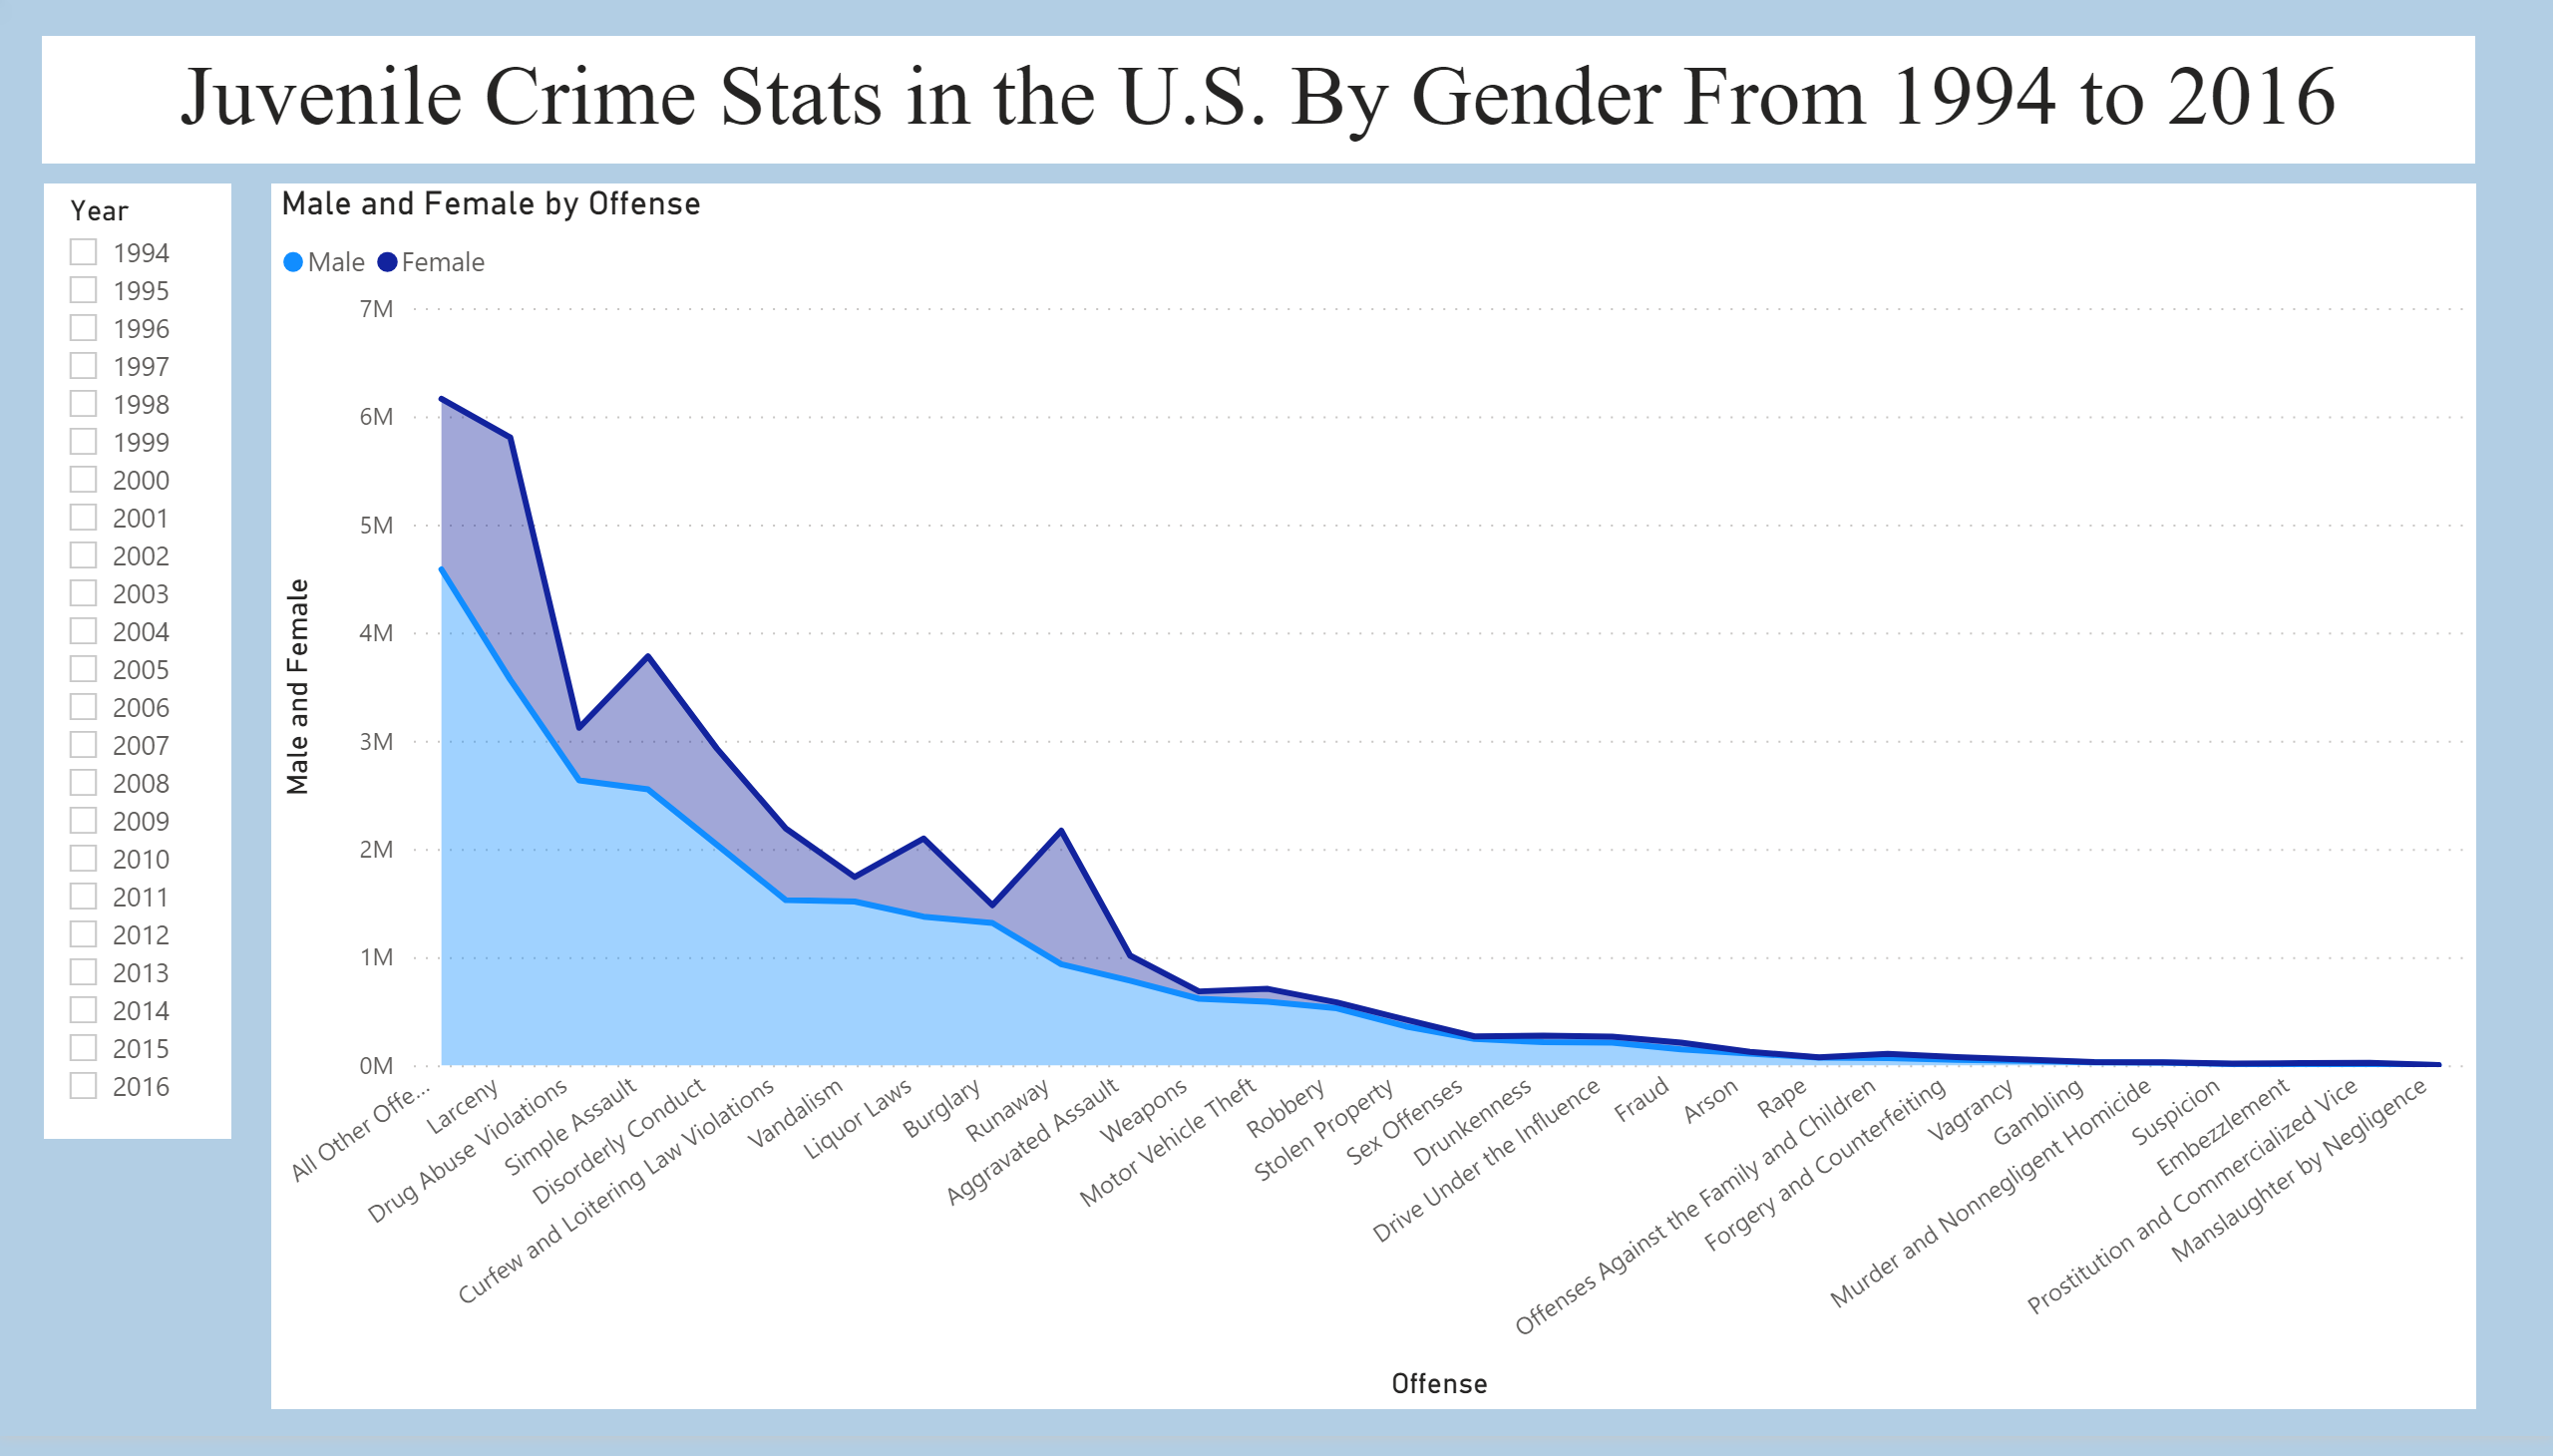 Juvenile Crime Stats in the U.S. By Gender From 1994 to 2016
Year
1994
1995
1996
1997
1998
1999
2000
2001
2002
2003
2004
2005
2006
2007
2008
2009
2010
2011
2012
2013
2014
2015
2016
Male and Female by Offense
Male Female
Male and Female
7M
6M
5M
4M
3M
2M
1M
0M
All Other Offe...
Larceny
Drug Abuse Violations
Simple Assault
Disorderly Conduct
Curfew and Loitering Law Violations
Vandalism
Liquor Laws
Burglary
Runaway
Aggravated Assault
Weapons
Motor Vehicle Theft
Robbery
Stolen Property
Sex Offenses
Drunkenness
Drive Under the Influence
Fraud
Arson
Rape
Offenses Against the Family and Children
Forgery and Counterfeiting
Vagrancy
Gambling
Murder and Nonnegligent Homicide
Suspicion
Embezzlement
Prostitution and Commercialized Vice
Manslaughter by Negligence
Offense